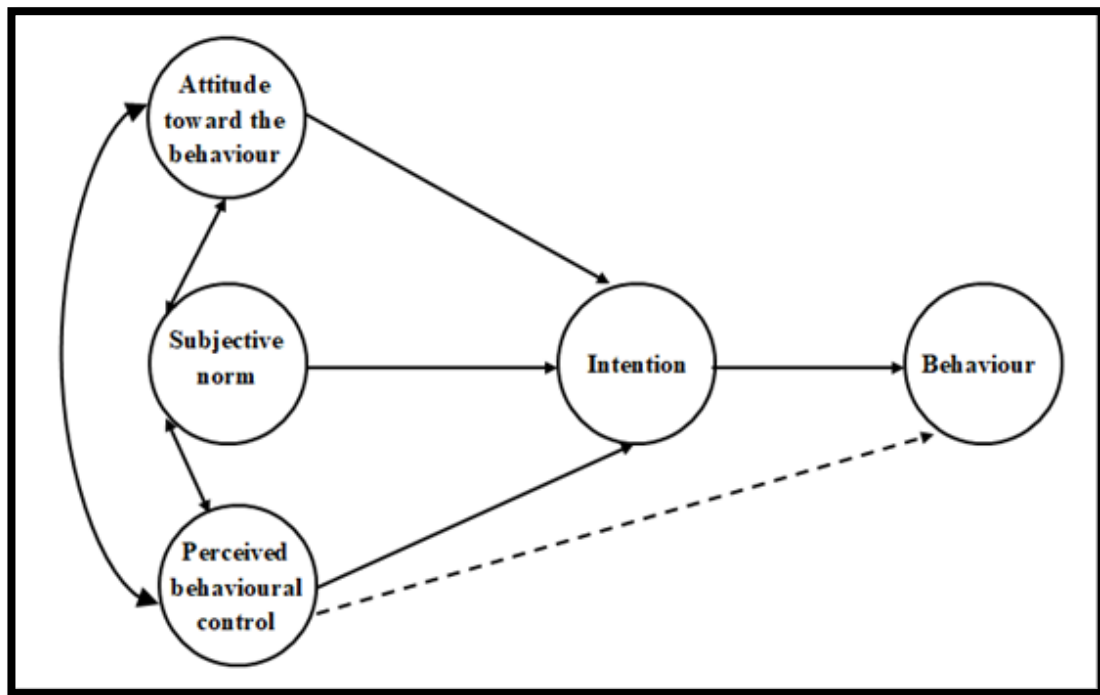 Attitude
toward the
behaviour
Subjective
norm
Intention
Behaviour
Perceived
behavioural
control